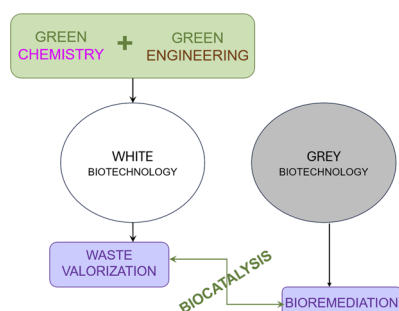 GREEN + GREEN
CHEMISTRY ENGINEERING
WHITE
BIOTECHNOLOGY
GREY
BIOTECHNOLOGY
WASTE
VALORIZATION
BIOCATALYSIS
BIOREMEDIATION